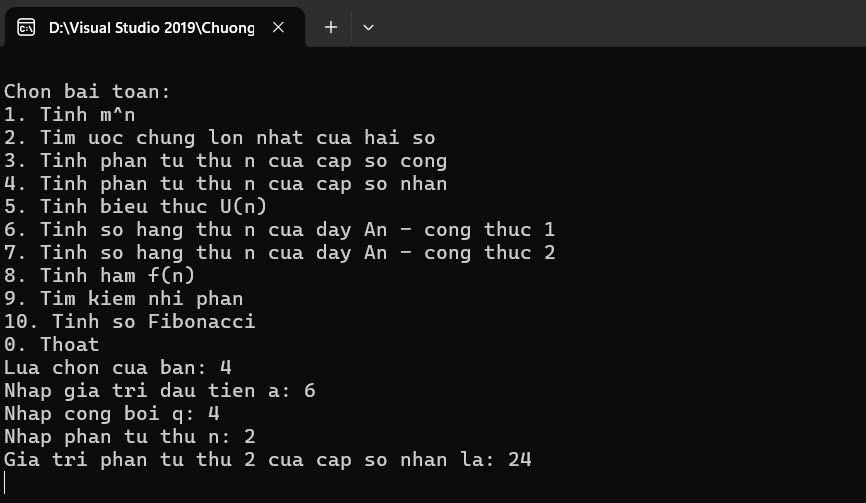 D:\Visual Studio 2019\Chuong
Chon bai toan:
1. Tinh m^n
2. Tim uoc chung lon nhat cua hai so
3. Tinh phan tu thu n cua cap so cong
4. Tinh phan tu thu n cua cap so nhan
5. Tinh bieu thuc U(n)
6. Tinh so hang thu n cua day An - cong thuc 1
7. Tinh so hang thu n cua day An - cong thuc 2
8. Tinh ham f(n)
9. Tim kiem nhi phan
10. Tinh so Fibonacci
0. Thoat
Lua chon cua ban: 4
Nhap gia tri dau tien a: 6
Nhap cong boi q: 4
Nhap phan tu thu n: 2
Gia tri phan tu thu 2 cua cap so nhan la: 24